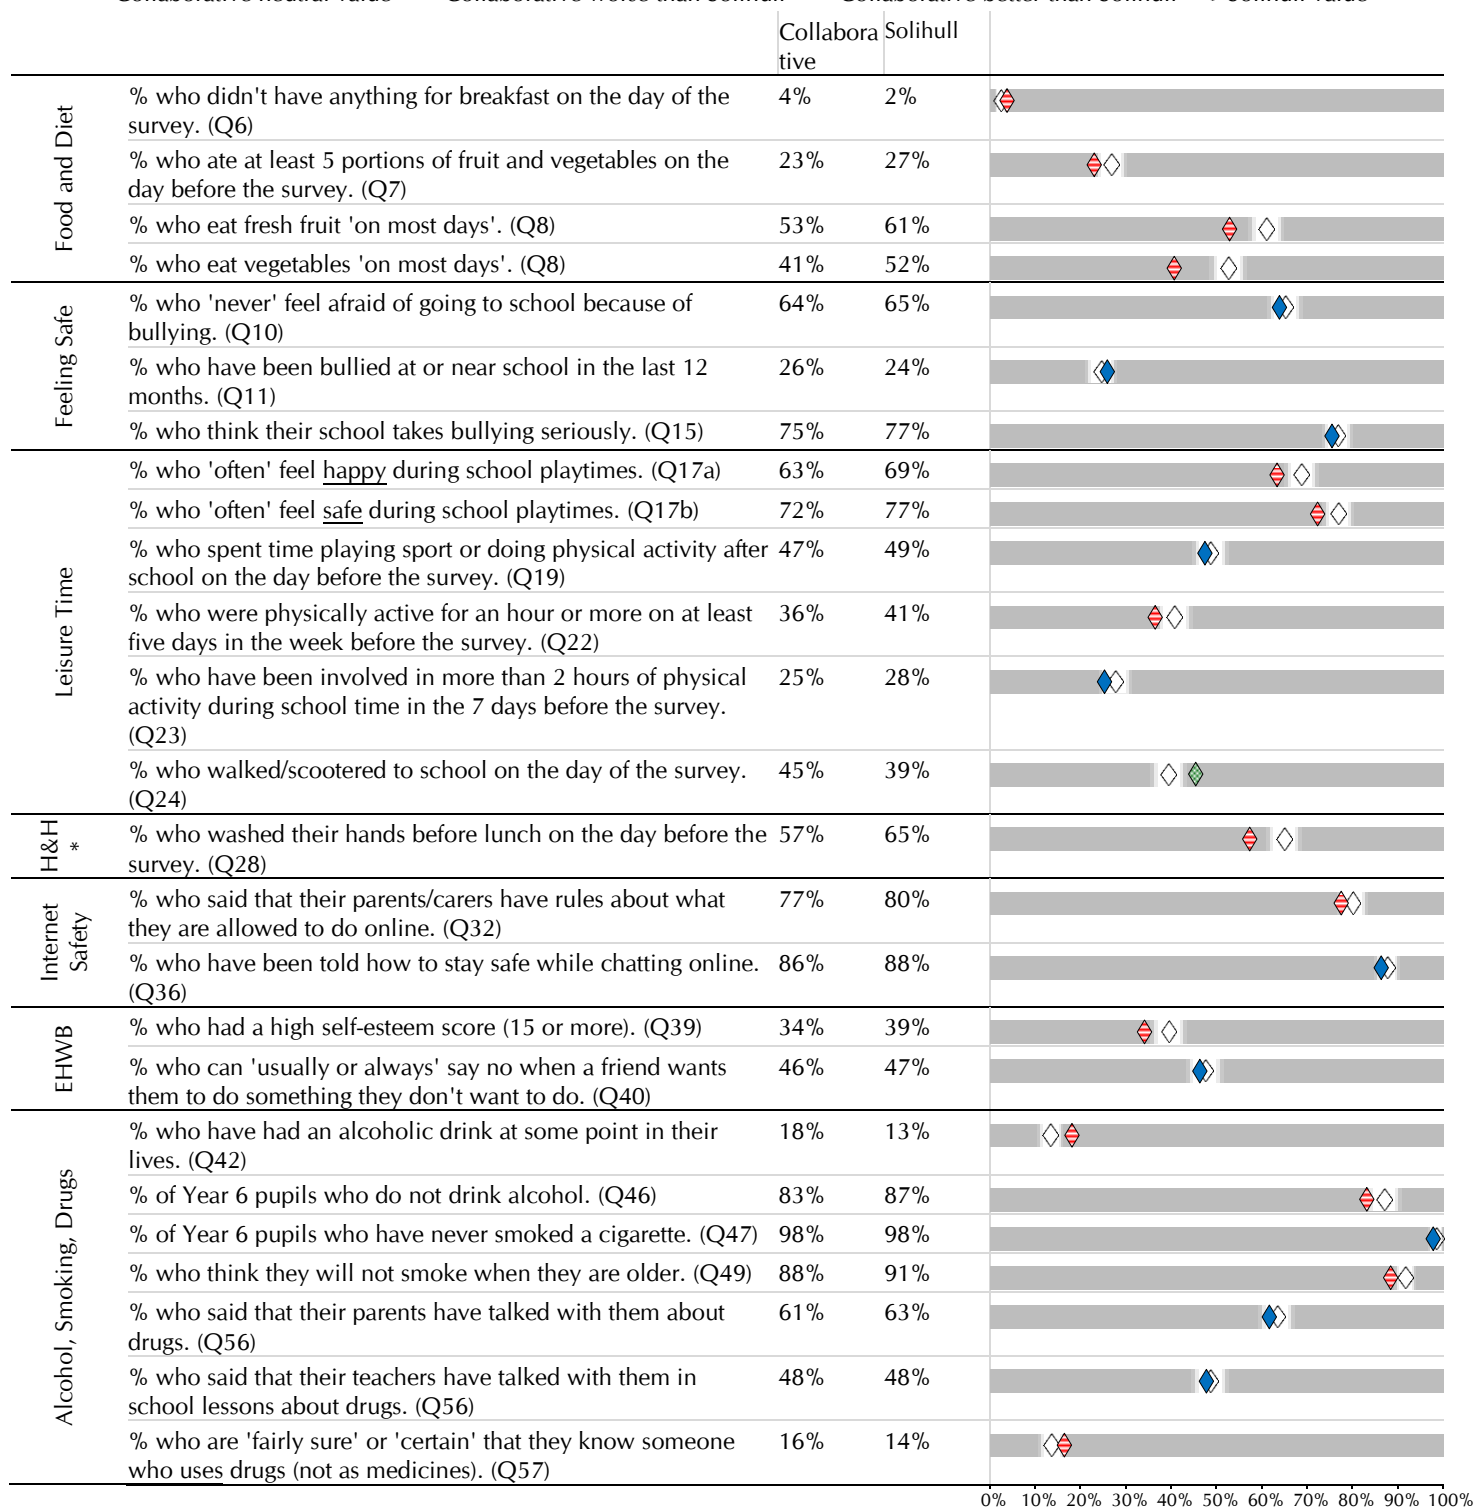 Collaborative Solihull
% who didn't have anything for breakfast on the day of the survey. (Q6) 4% 2%
Food and Diet
% who ate at least 5 portions of fruit and vegetables on the day before the survey. (Q7) 23% 27%
% who eat fresh fruit 'on most days'. (Q8) 53% 61%
% who eat vegetables 'on most days'. (Q8) 41% 52%
Feeling Safe
% who 'never' feel afraid of going to school because of bullying. (Q10) 64% 65%
% who have been bullied at or near school in the last 12 months. (Q11) 26% 24%
% who think their school takes bullying seriously. (Q15) 75% 77%
Leisure Time
% who 'often' feel happy during school playtimes. (Q17a) 63% 69%
% who 'often' feel safe during school playtimes. (Q17b) 72% 77%
% who spent time playing sport or doing physical activity after school on the day before the survey. (Q19) 47% 49%
% who were physically active for an hour or more on at least five days in the week before the survey. (Q22) 36% 41%
% who have been involved in more than 2 hours of physical activity during school time in the 7 days before the survey. (Q23) 25% 28%
% who walked/scootered to school on the day of the survey. (Q24) 45% 39%
H&H *
% who washed their hands before lunch on the day before the survey. (Q28) 57% 65%
Internet Safety
% who said that their parents/carers have rules about what they are allowed to do online. (Q32) 77% 80%
% who have been told how to stay safe while chatting online. (Q36) 86% 88%
EHWB
% who had a high self-esteem score (15 or more). (Q39) 34% 39%
% who can 'usually or always' say no when a friend wants them to do something they don't want to do. (Q40) 46% 47%
Alcohol, Smoking, Drugs
% who have had an alcoholic drink at some point in their lives. (Q42) 18% 13%
% of Year 6 pupils who do not drink alcohol. (Q46) 83% 87%
% of Year 6 pupils who have never smoked a cigarette. (Q47) 98% 98%
% who think they will not smoke when they are older. (Q49) 88% 91%
% who said that their parents have talked with them about drugs. (Q56) 61% 63%
% who said that their teachers have talked with them in school lessons about drugs. (Q56) 48% 48%
% who are 'fairly sure' or 'certain' that they know someone who uses drugs (not as medicines). (Q57) 16% 14%
0% 10% 20% 30% 40% 50% 60% 70% 80% 90% 100%